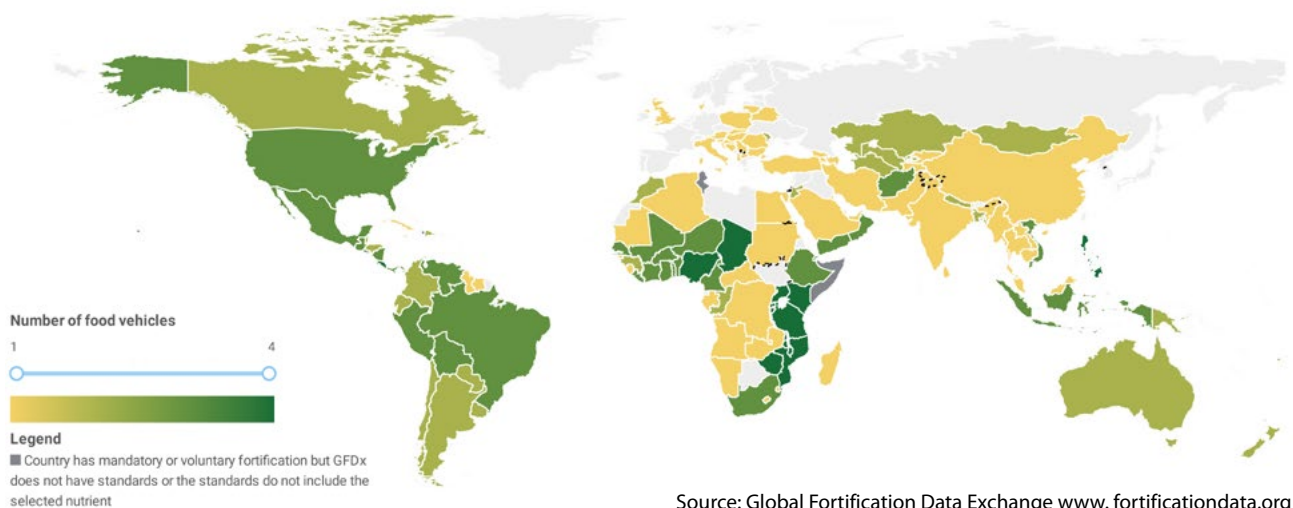 Number of food vehicles
1 4
Legend
Country has mandatory or voluntary fortification but GFDx
does not have standards or the standards do not include the
selected nutrient
Source: Global Fortification Data Exchange www. fortificationdata.org